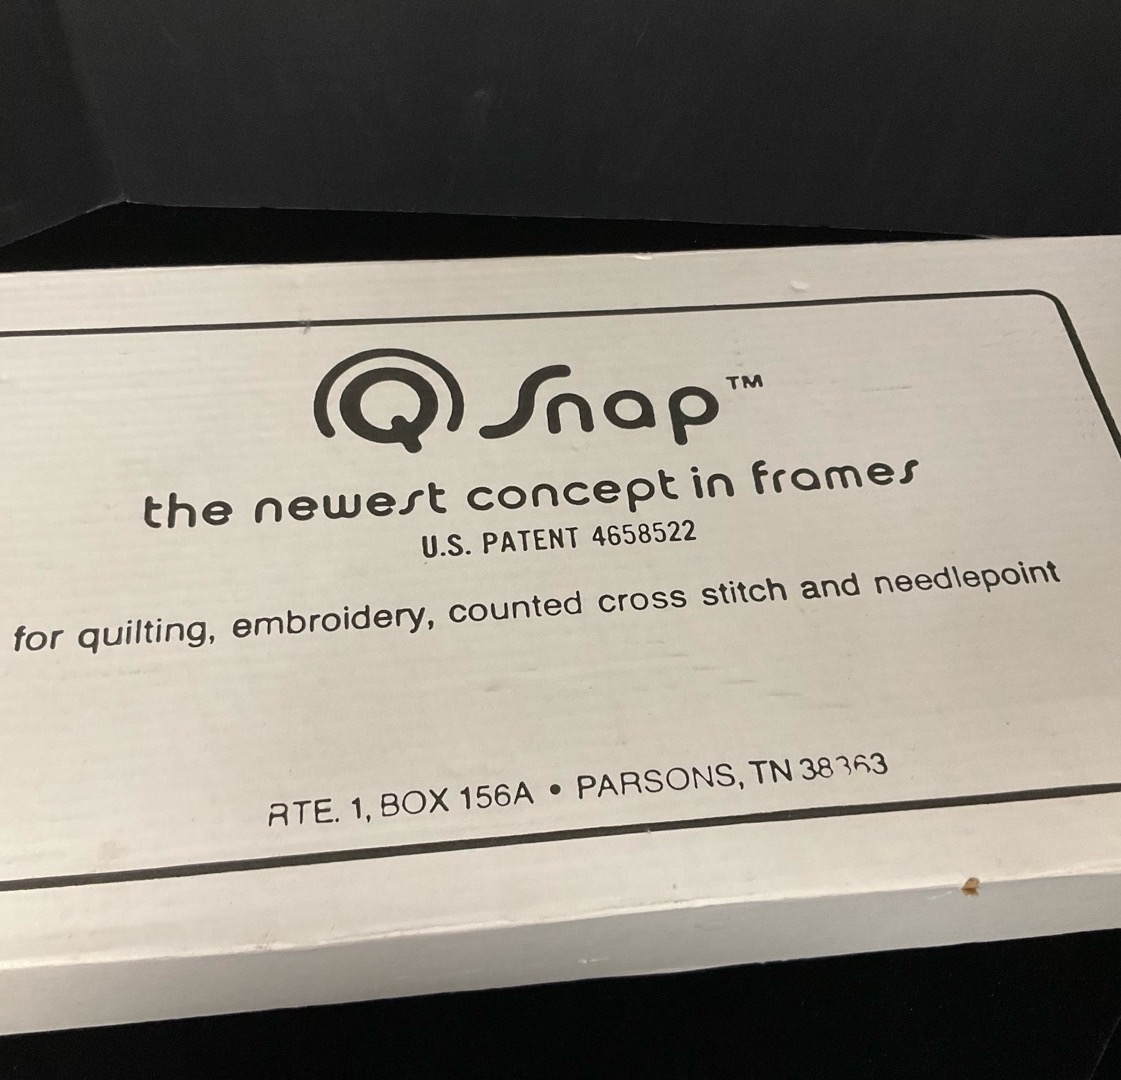 Q Snap™
the newest concept in frames
U.S. PATENT 4658522
for quilting, embroidery, counted cross stitch and needlepoint
RTE. 1, BOX 156A • PARSONS, TN 38363